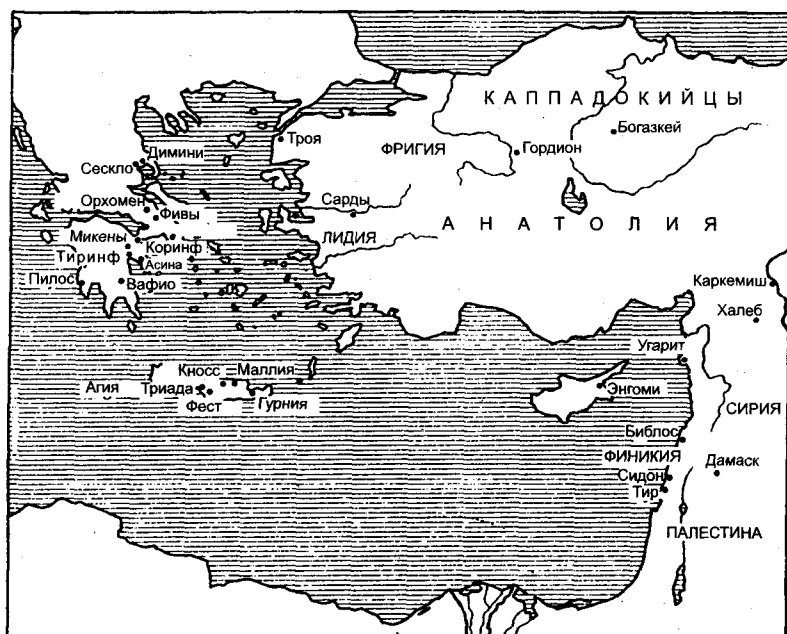 КАППАДОКИЙЦЫ
Богазкей
Троя
ФРИГИЯ
Гордион
Димини
Сескло
Орхомен
Фивы
Сарды
АНАТОЛИЯ
Микены
Коринф
ЛИДИЯ
Тиринф
Асина
Пилос
Вафио
Каркемиш
Халеб
Угарит
Кносс
Маллия
Агия
Триада
Фест
Гурния
Энгоми
СИРИЯ
Библос
ФИНИКИЯ
Дамаск
Сидон
Тир
ПАЛЕСТИНА